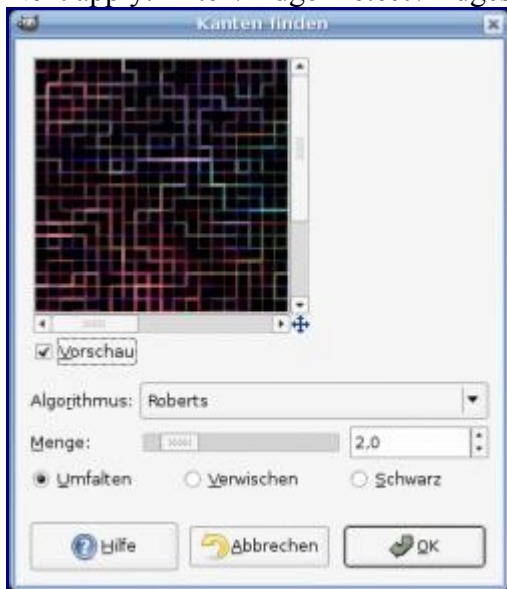 Kanten finden
Vorschau
Algorithmus: Roberts
Menge: 2,0
Umfalten Verwischen Schwarz
Hilfe Abbrechen OK